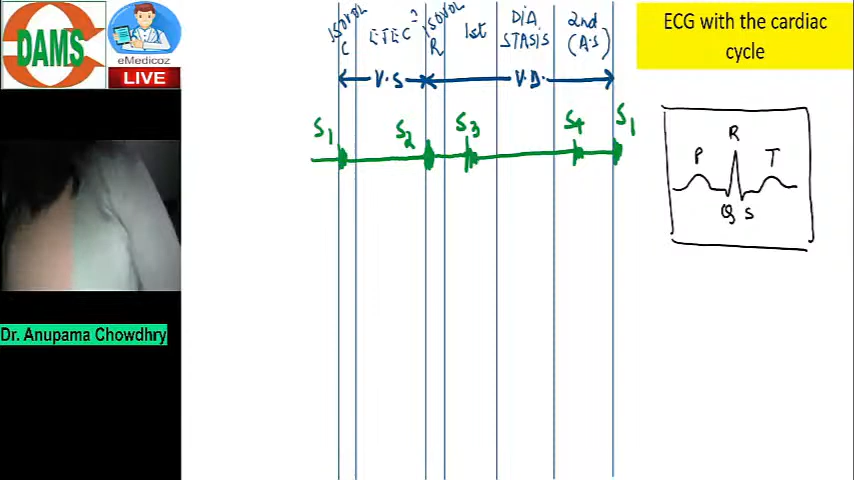 DAMS
eMedicoz
LIVE
Dr. Anupama Chowdhry
ISOVOL C
EJEC
ISOVOL R
1st
DIA STASIS
2nd (A.S)
V.S
V.D.
S1
S2
S3
S4
S1
ECG with the cardiac
cycle
R
P
T
Q S